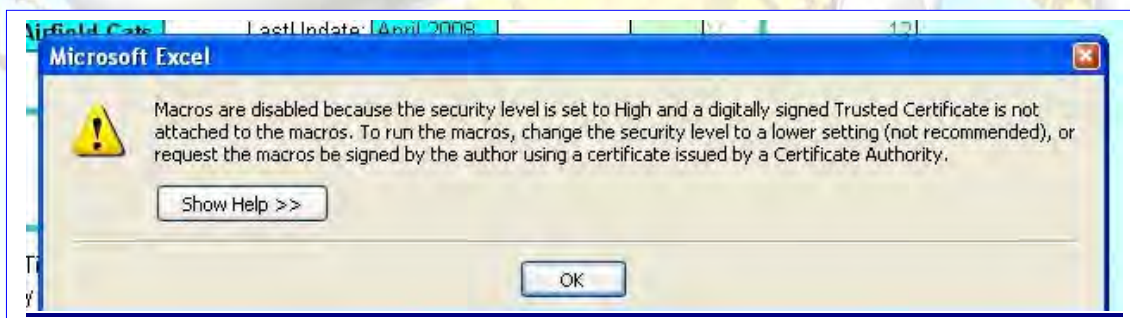 Airfield Cats LastUpdate: April 2008 12
Microsoft Excel
Macros are disabled because the security level is set to High and a digitally signed Trusted Certificate is not
attached to the macros. To run the macros, change the security level to a lower setting (not recommended), or
request the macros be signed by the author using a certificate issued by a Certificate Authority.
Show Help >>
OK
Ti
y